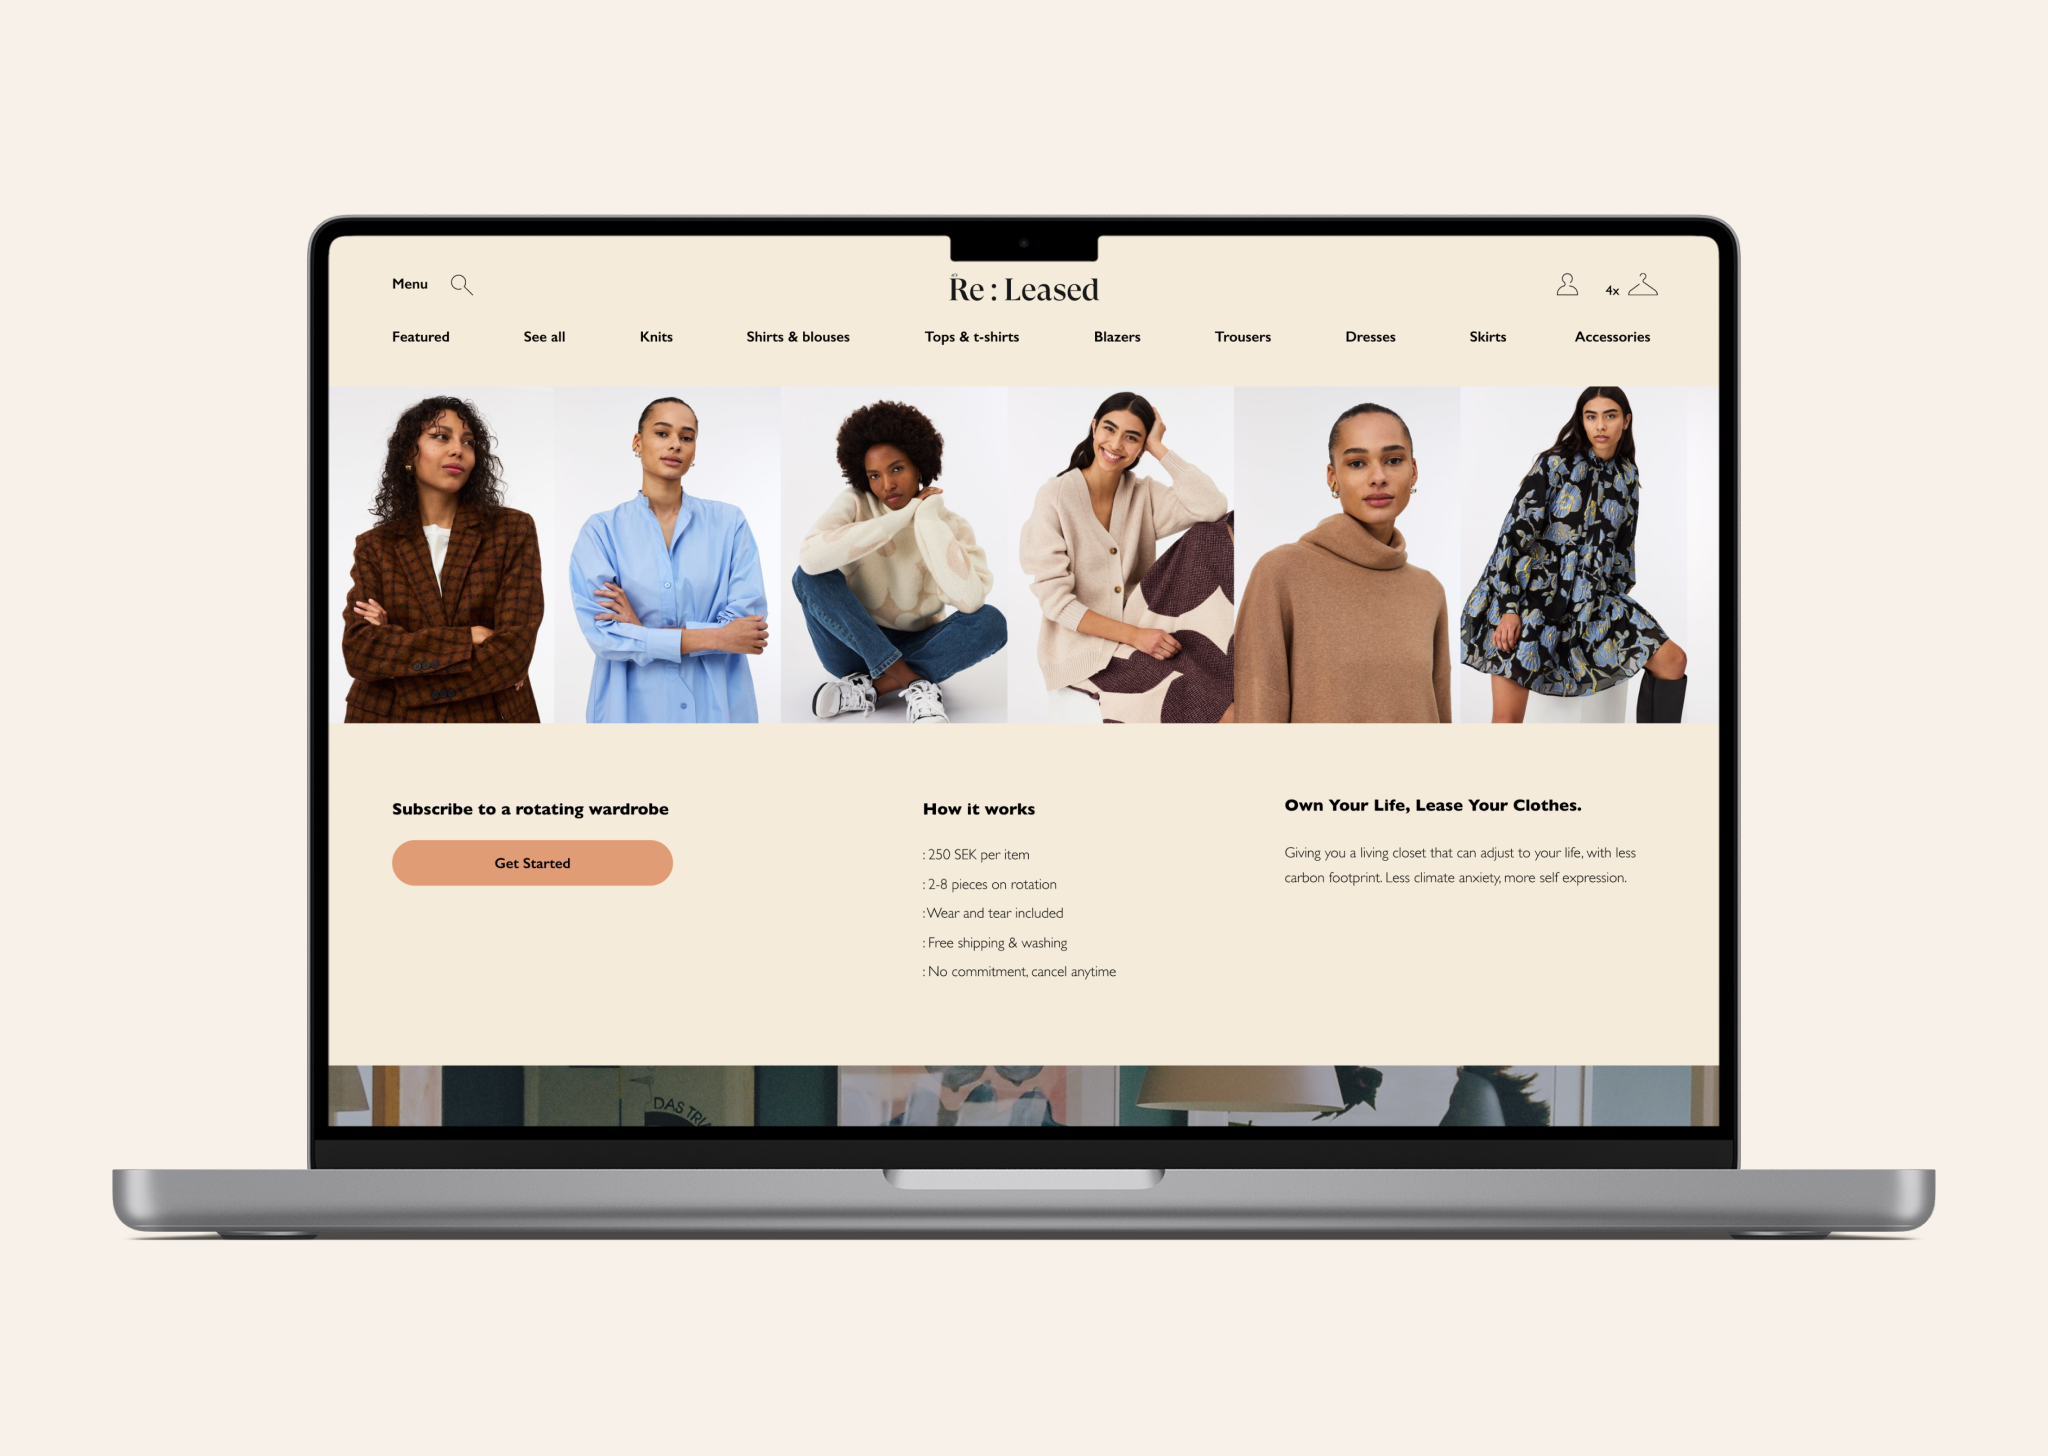 Menu
Re : Leased
4x
Featured
See all
Knits
Shirts & blouses
Tops & t-shirts
Blazers
Trousers
Dresses
Skirts
Accessories
Subscribe to a rotating wardrobe
Get Started
How it works
: 250 SEK per item
: 2-8 pieces on rotation
: Wear and tear included
: Free shipping & washing
: No commitment, cancel anytime
Own Your Life, Lease Your Clothes.
Giving you a living closet that can adjust to your life, with less
carbon footprint. Less climate anxiety, more self expression.
DAS